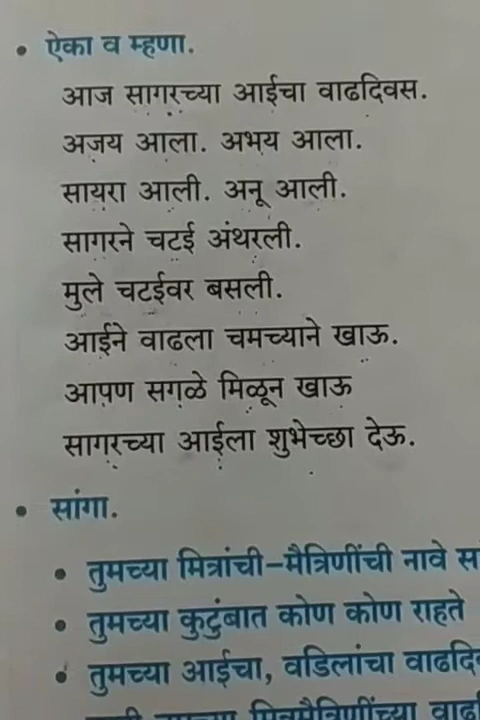 • ऐका व म्हणा.
आज सागरच्या आईचा वाढदिवस.
अजय आला. अभय आला.
सायरा आली. अनू आली.
सागरने चटई अंथरली.
मुले चटईवर बसली.
आईने वाढला चमच्याने खाऊ.
आपण सगळे मिळून खाऊ
सागरच्या आईला शुभेच्छा देऊ.
• सांगा.
• तुमच्या मित्रांची-मैत्रिणींची नावे
• तुमच्या कुटुंबात कोण कोण राहते
• तुमच्या आईचा, वडिलांचा